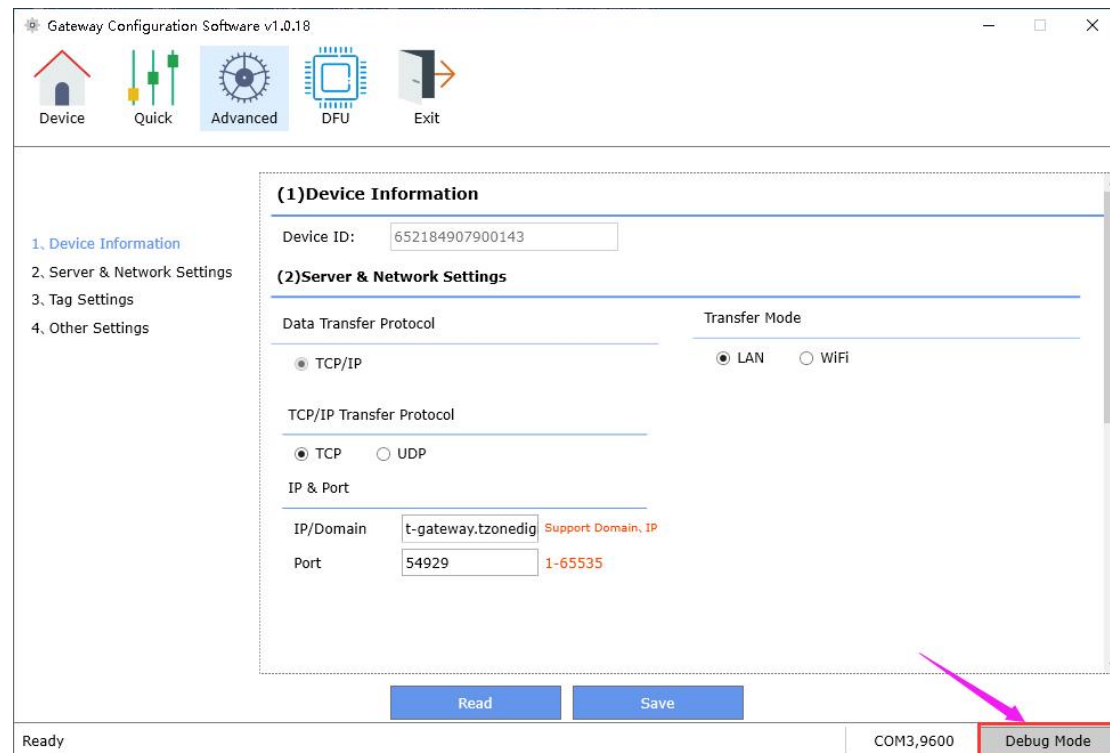 Gateway Configuration Software v1.0.18
Device Quick Advanced DFU Exit
(1)Device Information
Device ID: 652184907900143
1、Device Information
2、Server & Network Settings
3、Tag Settings
4、Other Settings
(2)Server & Network Settings
Data Transfer Protocol
Transfer Mode
TCP/IP
LAN WiFi
TCP/IP Transfer Protocol
TCP UDP
IP & Port
IP/Domain t-gateway.tzonedig Support Domain、IP
Port 54929 1-65535
Read Save
Ready COM3,9600 Debug Mode